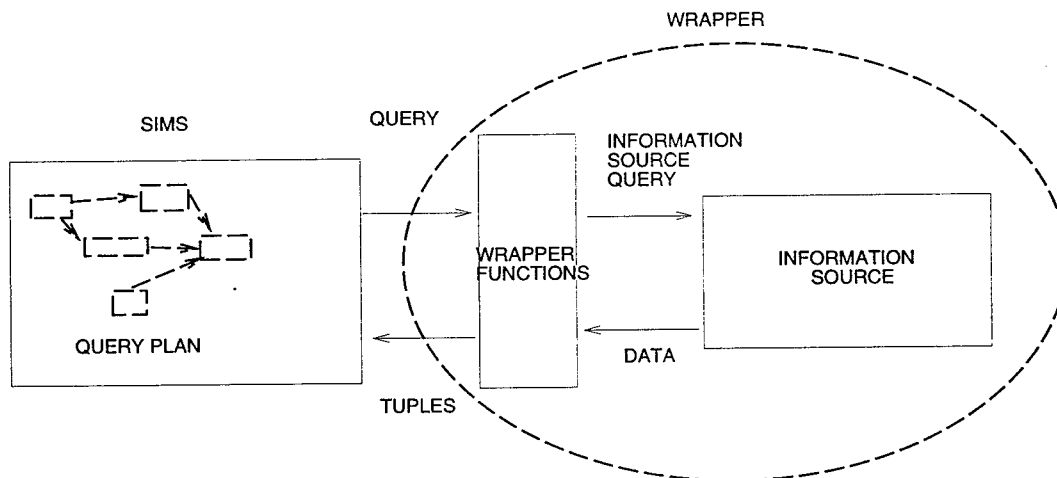 WRAPPER
SIMS
QUERY
INFORMATION
SOURCE
QUERY
WRAPPER
FUNCTIONS
INFORMATION
SOURCE
QUERY PLAN
DATA
TUPLES